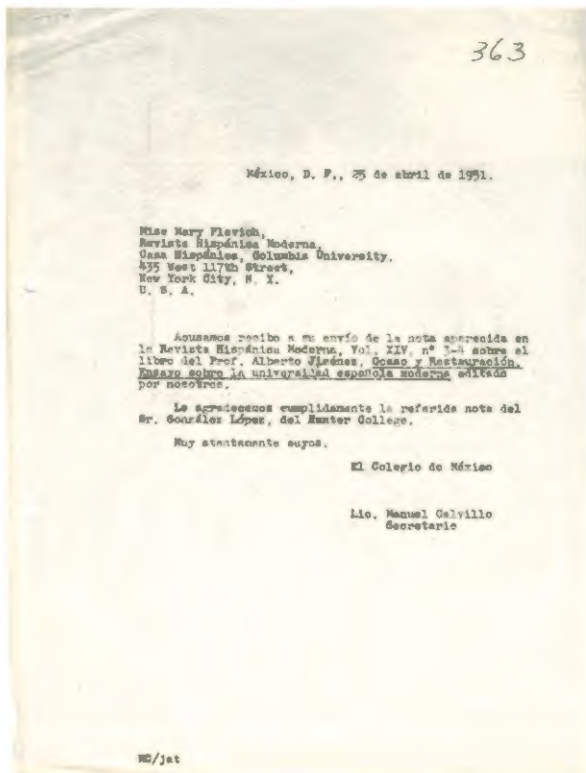 363
México, D. F., 25 de abril de 1951.
Miss Mary Plevich,
Revista Hispánica Moderna,
Casa Hispánica, Columbia University.
435 West 117th Street,
New York City, N. Y.
U. S. A.
Acusamos recibo a su envío de la nota aparecida en
la Revista Hispánica Moderna, Vol. XIV, nº sobre el
libro del Prof. Alberto Jiménez, Ocaso y Restauración.
Ensayo sobre la universidad española moderna editado
por nosotros.
Le agradecemos cumplidamente la referida nota del
Sr. González López, del Hunter College.
Muy atentamente suyos.
El Colegio de México
Lic. Manuel Calvillo
Secretario
MC/jat